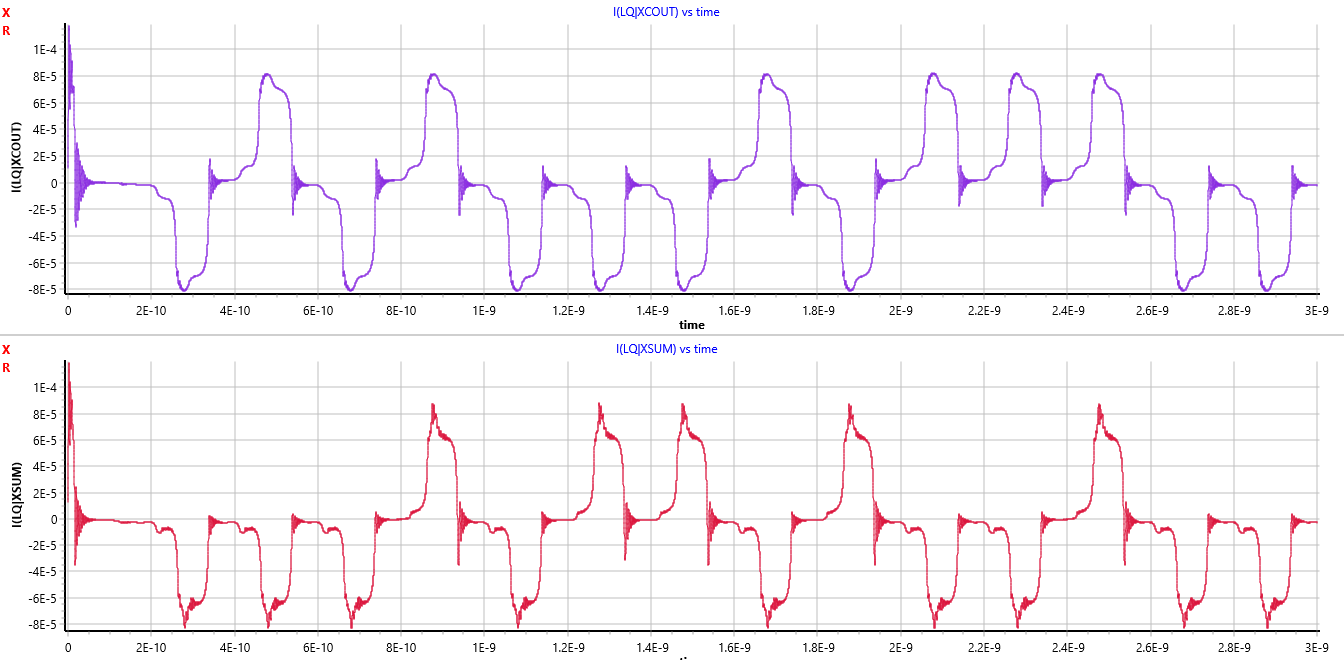 I(LQ|XCOUT) vs time
X
R
I(LQ|XCOUT)
1E-4
8E-5
6E-5
4E-5
2E-5
0
-2E-5
-4E-5
-6E-5
-8E-5
0 2E-10 4E-10 6E-10 8E-10 1E-9 1.2E-9 1.4E-9 1.6E-9 1.8E-9 2E-9 2.2E-9 2.4E-9 2.6E-9 2.8E-9 3E-9
time
I(LQ|XSUM) vs time
X
R
I(LQ|XSUM)
1E-4
8E-5
6E-5
4E-5
2E-5
0
-2E-5
-4E-5
-6E-5
-8E-5
0 2E-10 4E-10 6E-10 8E-10 1E-9 1.2E-9 1.4E-9 1.6E-9 1.8E-9 2E-9 2.2E-9 2.4E-9 2.6E-9 2.8E-9 3E-9